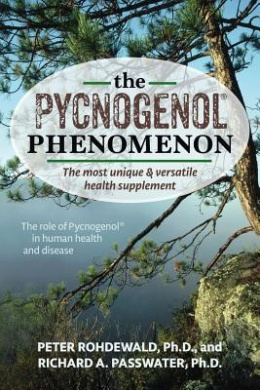 the
PYCNOGENOL®
PHENOMENON
The most unique & versatile
health supplement
The role of Pycnogenol®
in human health
and disease
PETER ROHDEWALD, Ph.D., and
RICHARD A. PASSWATER, Ph.D.